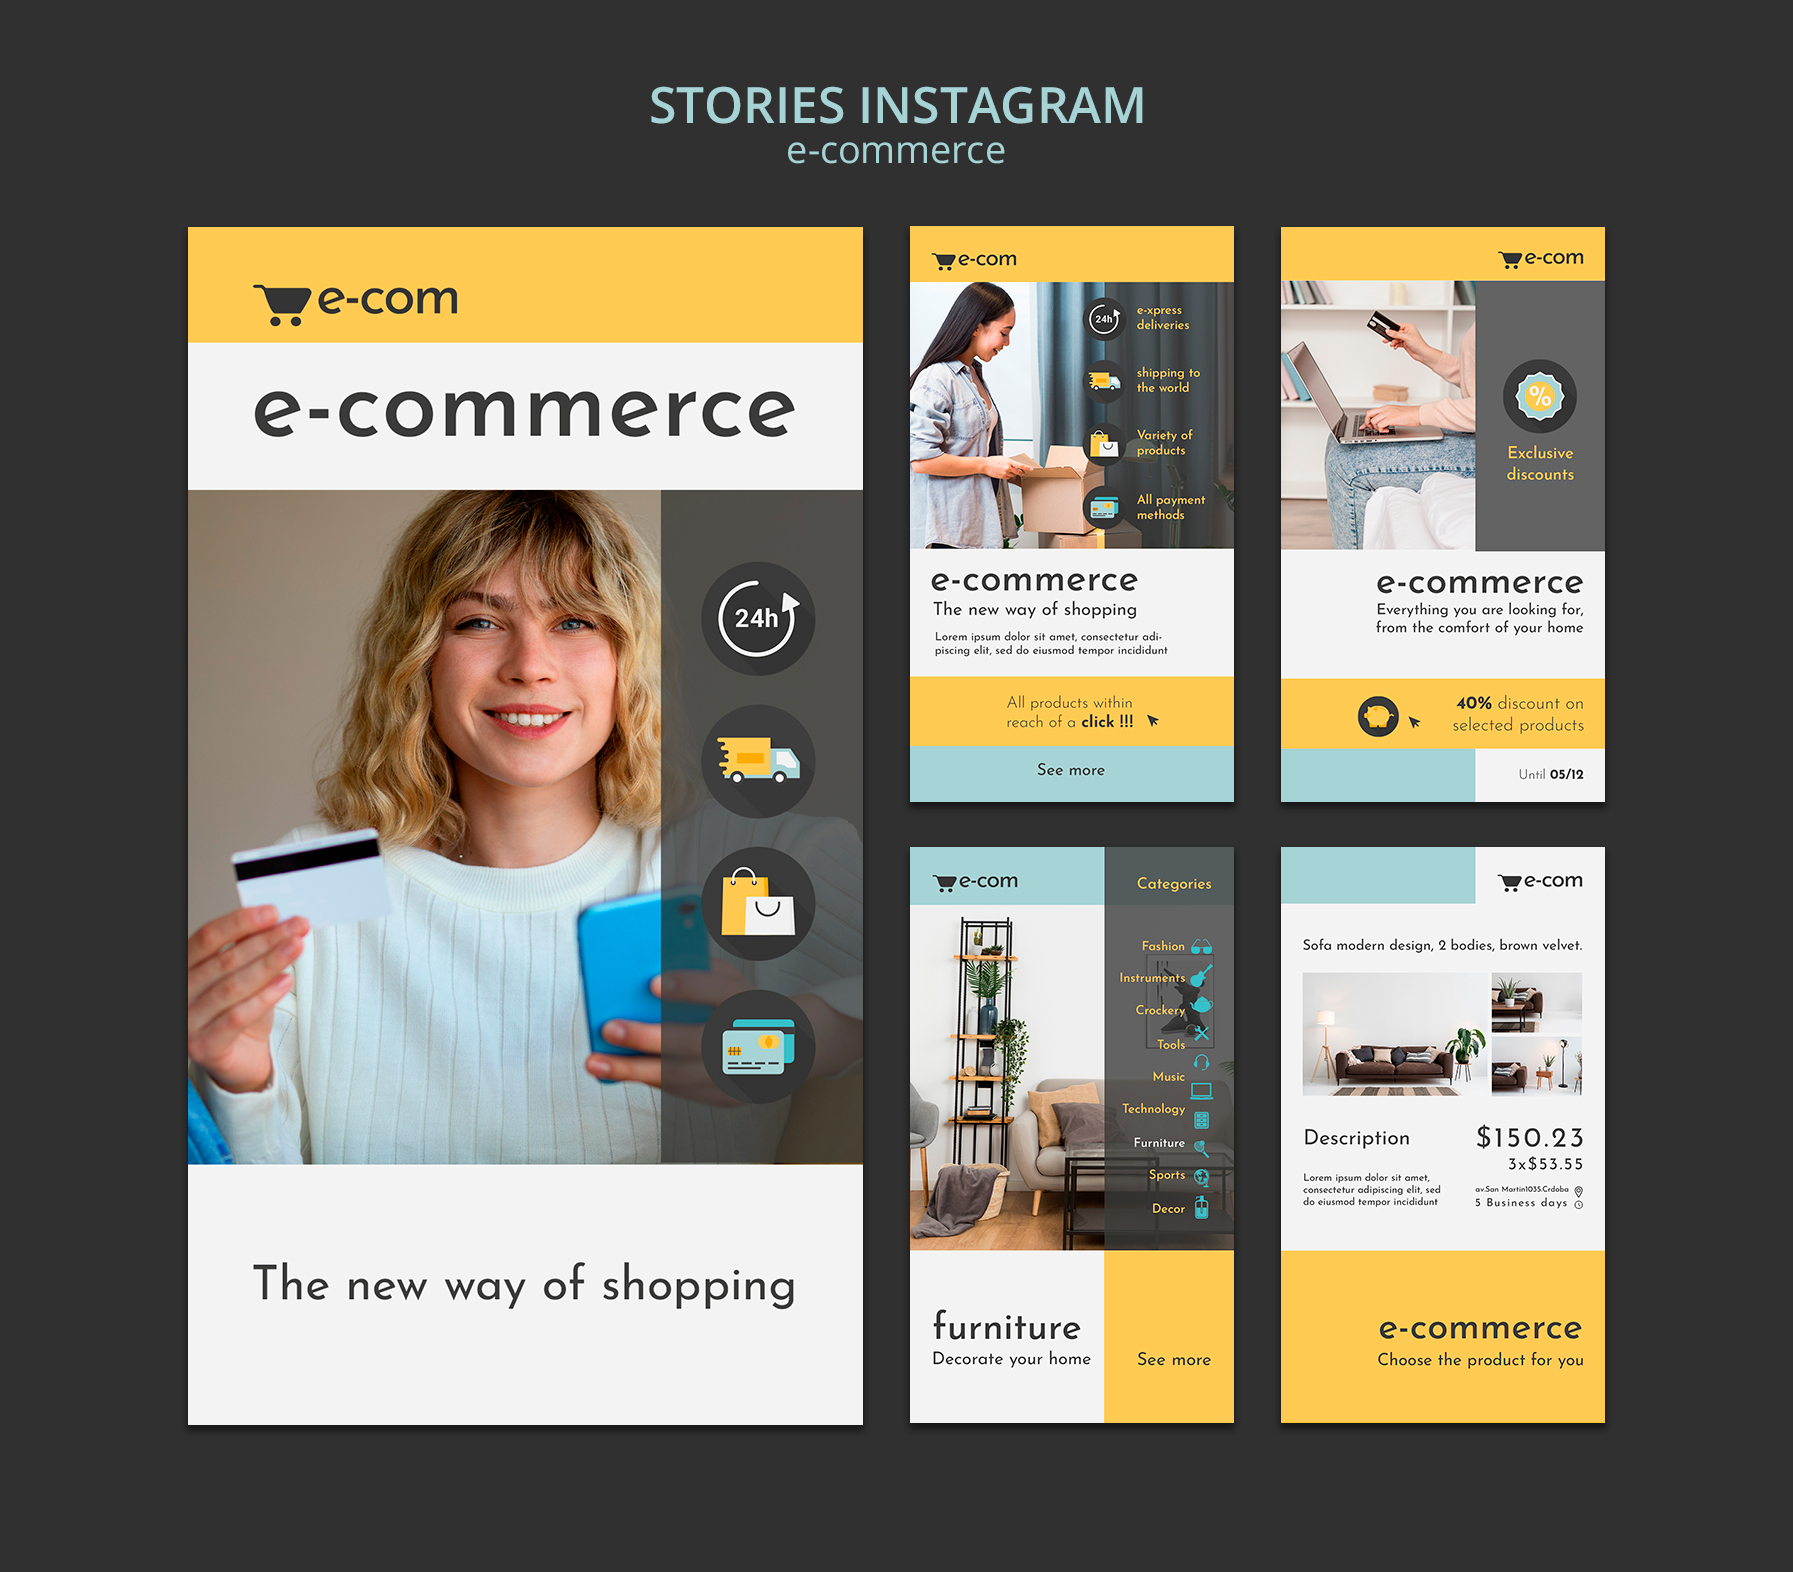 STORIES INSTAGRAM
e-commerce
e-com
e-commerce
24h
The new way of shopping
e-com
24h
e-xpress
deliveries
shipping to
the world
Variety of
products
All payment
methods
e-commerce
The new way of shopping
Lorem ipsum dolor sit amet, consectetur adi-
piscing elit, sed do eiusmod tempor incididunt
All products within
reach of a click !!!
See more
e-com
%
Exclusive
discounts
e-commerce
Everything you are looking for,
from the comfort of your home
40% discount on
selected products
Until 05/12
e-com
Categories
Fashion
Instruments
Crockery
Tools
Music
Technology
Furniture
Sports
Decor
furniture
Decorate your home
See more
e-com
Sofa modern design, 2 bodies, brown velvet.
Description
Lorem ipsum dolor sit amet,
consectetur adipiscing elit, sed
do eiusmod tempor incididunt
$150.23
3x$53.55
av.San Martin1035.Crdoba
5 Business days
e-commerce
Choose the product for you